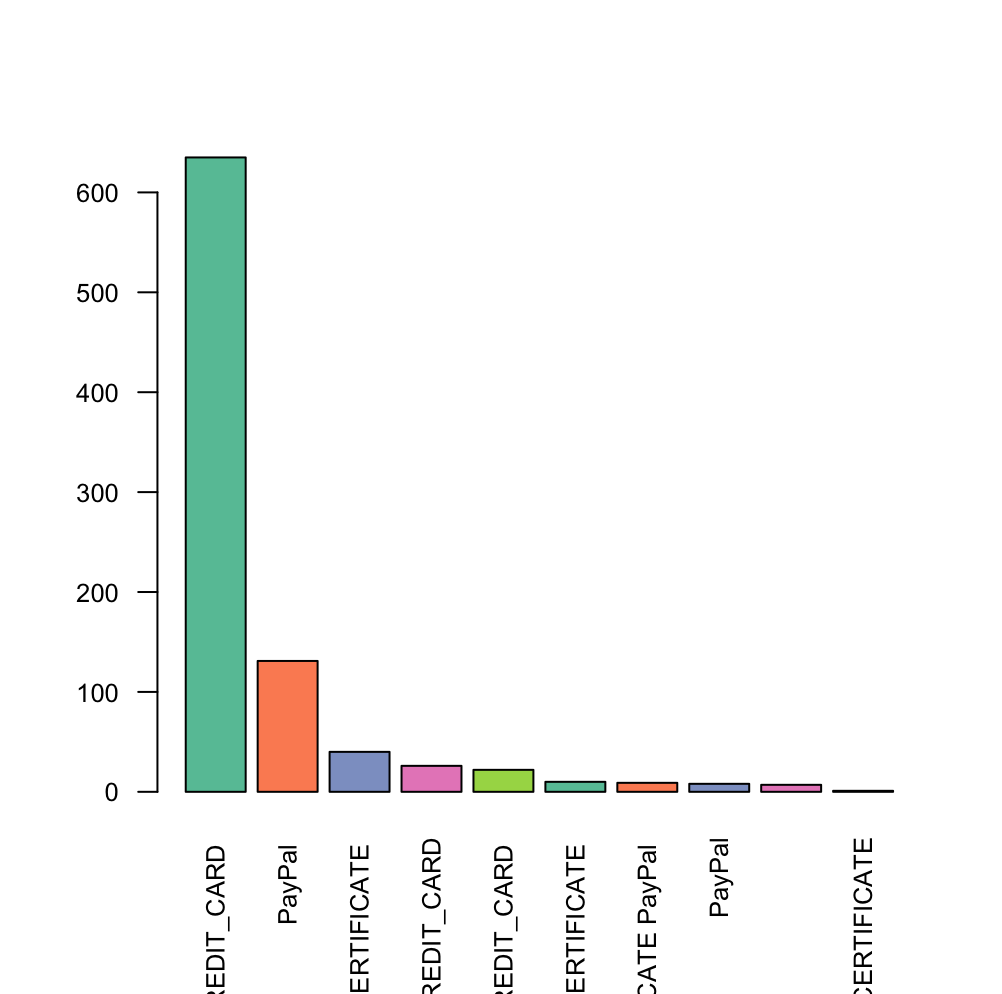 600
500
400
300
200
100
0
REDIT_CARD
PayPal
ERTIFICATE
REDIT_CARD
REDIT_CARD
ERTIFICATE
CATE PayPal
PayPal
CERTIFICATE